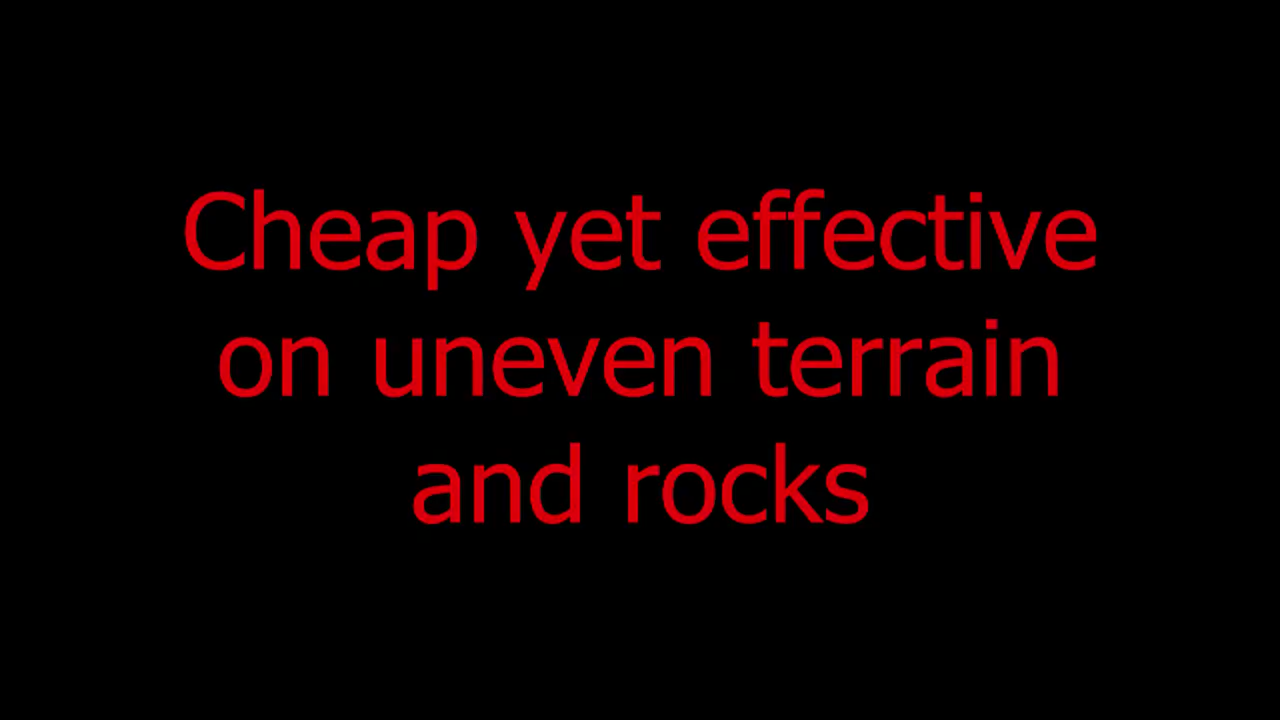 Cheap yet effective
on uneven terrain
and rocks